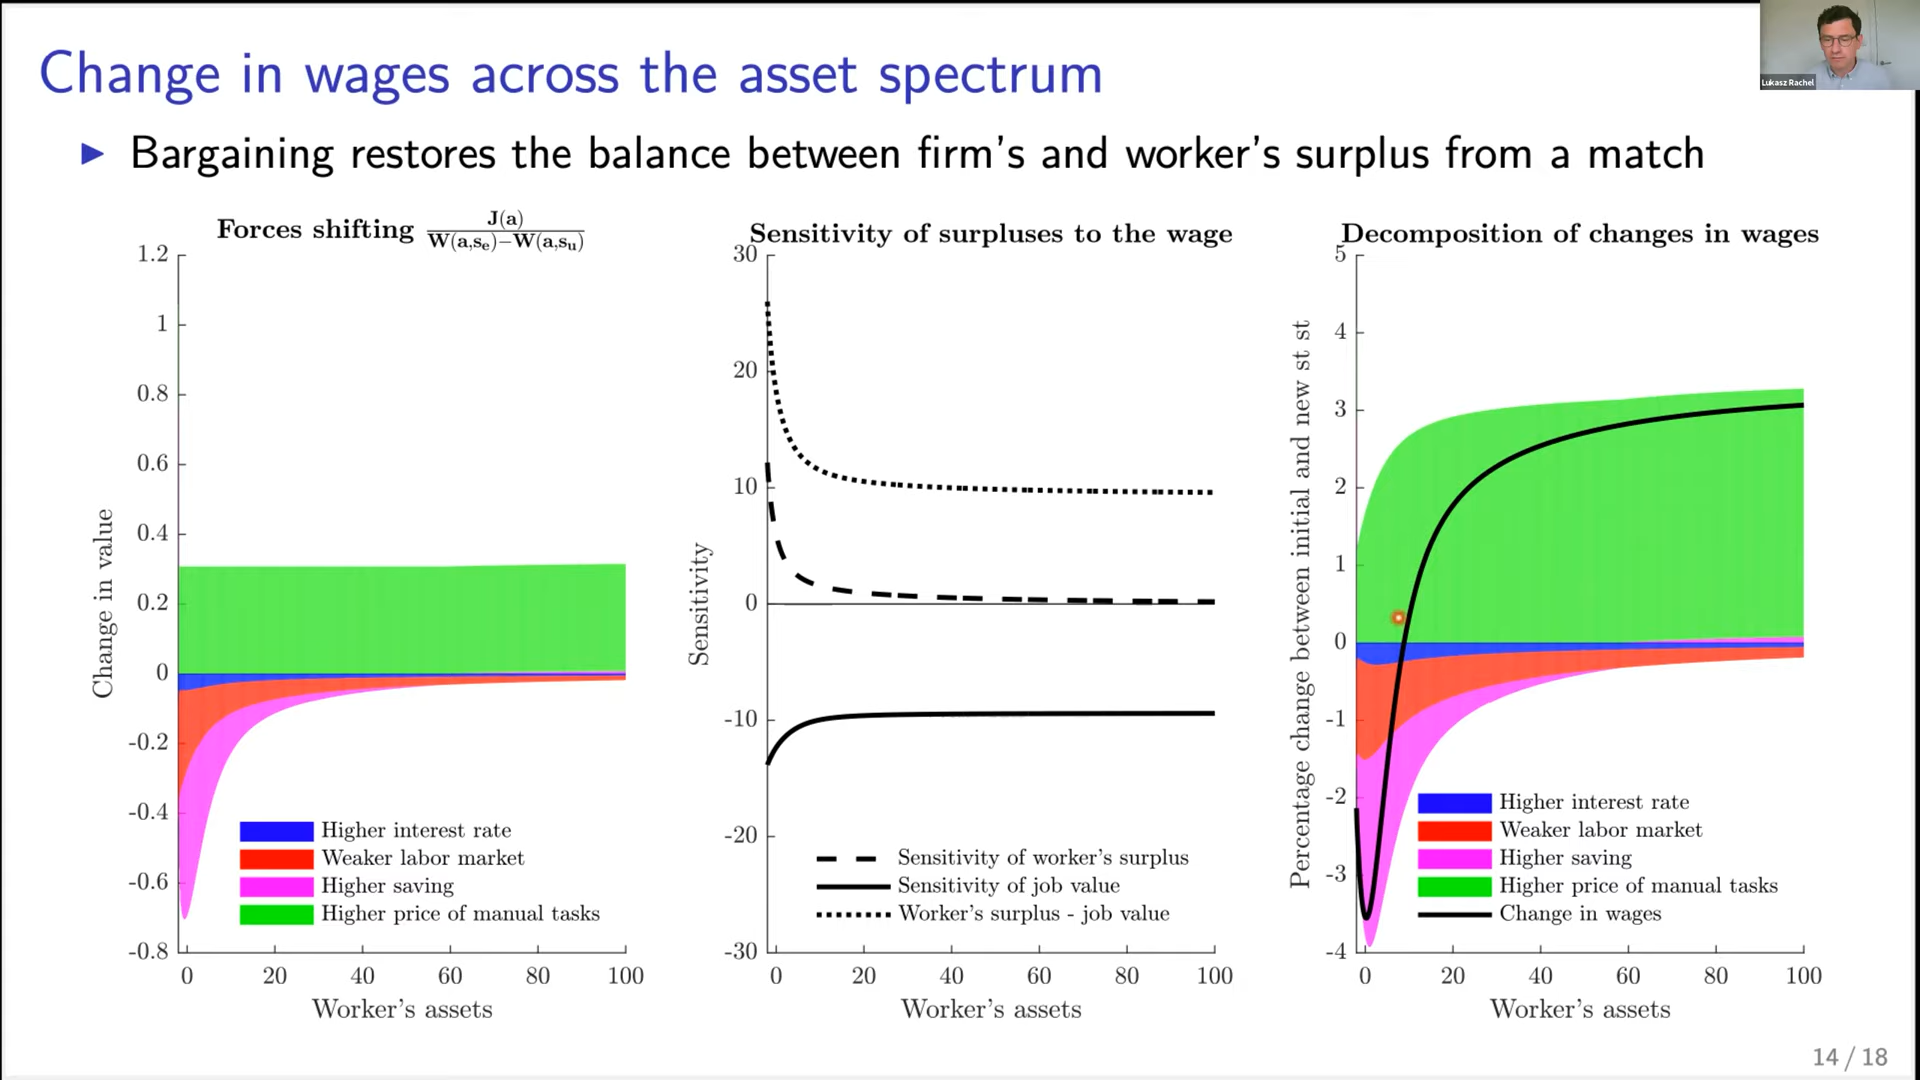 Change in wages across the asset spectrum
Lukasz Rachel
▶ Bargaining restores the balance between firm's and worker's surplus from a match
Forces shifting J(a) / W(a,s_e)−W(a,s_u)
1.2
1
0.8
0.6
0.4
0.2
0
-0.2
-0.4
-0.6
-0.8
Change in value
Higher interest rate
Weaker labor market
Higher saving
Higher price of manual tasks
0 20 40 60 80 100
Worker's assets
Sensitivity of surpluses to the wage
30
20
10
0
-10
-20
-30
Sensitivity
Sensitivity of worker's surplus
Sensitivity of job value
Worker's surplus - job value
0 20 40 60 80 100
Worker's assets
Decomposition of changes in wages
5
4
3
2
1
0
-1
-2
-3
-4
Percentage change between initial and new st st
Higher interest rate
Weaker labor market
Higher saving
Higher price of manual tasks
Change in wages
0 20 40 60 80 100
Worker's assets
14 / 18